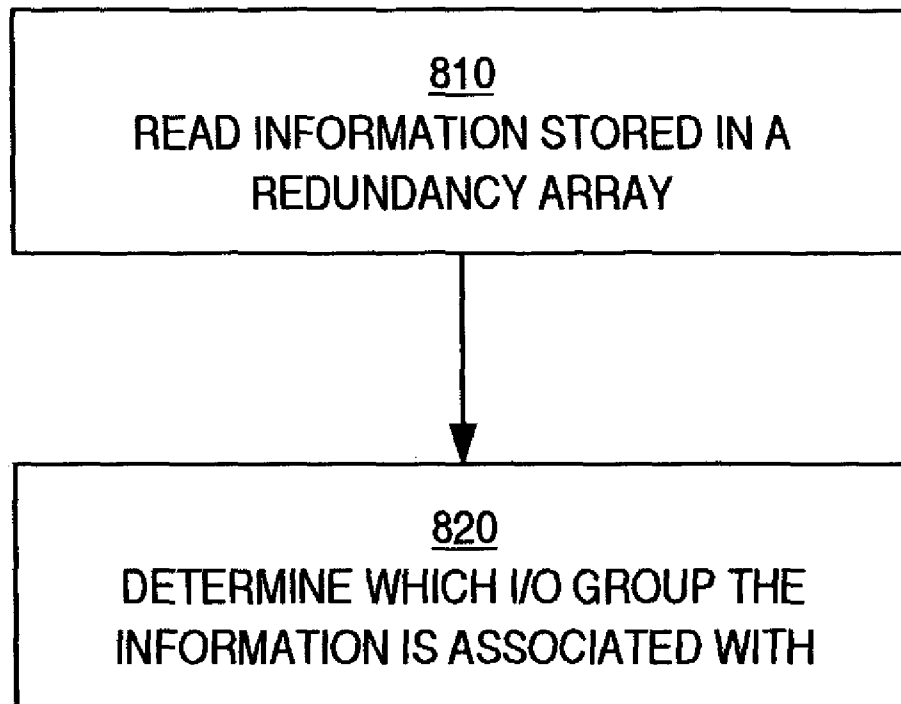 810
READ INFORMATION STORED IN A
REDUNDANCY ARRAY
820
DETERMINE WHICH I/O GROUP THE
INFORMATION IS ASSOCIATED WITH